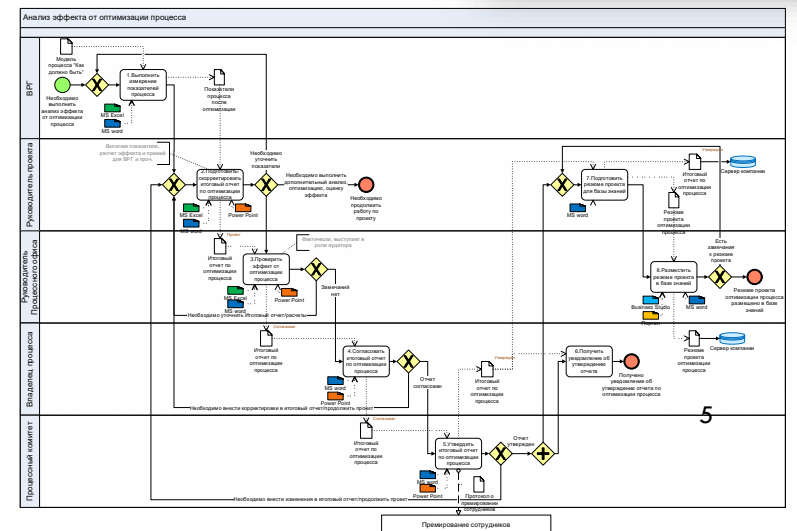 Анализ эффекта от оптимизации процесса
ВРГ
Модель
процесса "Как
должно быть"
Необходимо
выполнить
анализ эффекта
от оптимизации
процесса
1.Выполнить
измерение
показателей
процесса
MS Excel
MS word
Показатели
процесса
после
оптимизации
Руководитель проекта
Включая показатели,
расчет эффекта и премий
для ВРГ и проч.
2.Подготовить/
скорректировать
итоговый отчет
по оптимизации
процесса
MS Excel
MS word
Power Point
Необходимо
уточнить
показатели
Необходимо выполнить
дополнительный анализ,
оптимизацию, оценку
эффекта
Необходимо
продолжить
работу по
проекту
7.Подготовить
резюме проекта
для базы знаний
MS word
Утвержден
Итоговый
отчет по
оптимизации
процесса
Сервер компании
Резюме
проекта
оптимизации
процесса
Руководитель
Процессного офиса
Проект
Итоговый
отчет по
оптимизации
процесса
Фактически, выступает в
роли аудитора
3.Проверить
эффект от
оптимизации
процесса
MS Excel
MS word
Power Point
Замечаний
нет
Необходимо уточнить Итоговый отчет/расчеты
Есть
замечания
к резюме
проекта
8.Разместить
резюме проекта
в базе знаний
Business Studio
MS word
Портал
Резюме проекта
оптимизации процесса
размещено в базе
знаний
Владелец процесса
Согласован
Итоговый
отчет по
оптимизации
процесса
4.Согласовать
итоговый отчет
по оптимизации
процесса
MS word
Power Point
Отчет
согласован
Необходимо внести корректировки в итоговый отчет/продолжить проект
Утвержден
Итоговый
отчет по
оптимизации
процесса
6.Получить
уведомление об
утверждении
отчета
Получено
уведомление об
утверждении отчета по
оптимизации процесса
Резюме
проекта
оптимизации
процесса
Сервер компании
5
Процессный комитет
Согласован
Итоговый
отчет по
оптимизации
процесса
5.Утвердить
итоговый отчет
по оптимизации
процесса
MS word
Power Point
Отчет
утвержден
Протокол о
премировании
сотрудников
Необходимо внести изменения в итоговый отчет/продолжить проект
Премирование сотрудников